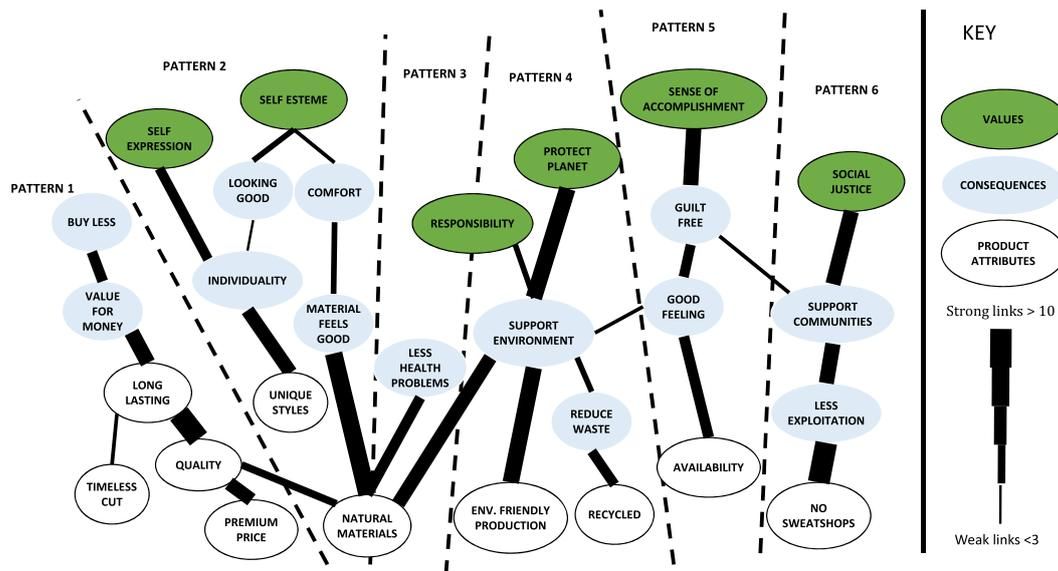 PATTERN 1
BUY LESS
VALUE
FOR
MONEY
LONG
LASTING
TIMELESS
CUT
QUALITY
PREMIUM
PRICE
PATTERN 2
SELF
EXPRESSION
SELF ESTEME
LOOKING
GOOD
COMFORT
INDIVIDUALITY
MATERIAL
FEELS
GOOD
UNIQUE
STYLES
NATURAL
MATERIALS
PATTERN 3
LESS
HEALTH
PROBLEMS
PATTERN 4
PROTECT
PLANET
RESPONSIBILITY
SUPPORT
ENVIRONMENT
REDUCE
WASTE
ENV. FRIENDLY
PRODUCTION
RECYCLED
PATTERN 5
SENSE OF
ACCOMPLISHMENT
GUILT
FREE
GOOD
FEELING
AVAILABILITY
PATTERN 6
SOCIAL
JUSTICE
SUPPORT
COMMUNITIES
LESS
EXPLOITATION
NO
SWEATSHOPS
KEY
VALUES
CONSEQUENCES
PRODUCT
ATTRIBUTES
Strong links > 10
Weak links <3